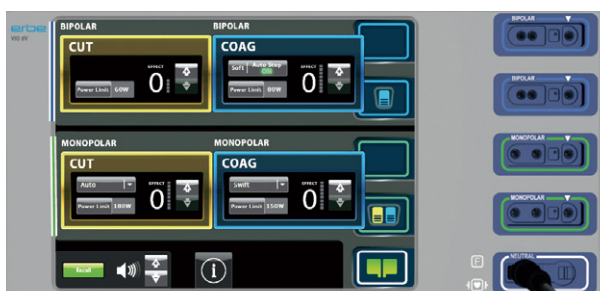 erbe
VIO 3V
BIPOLAR
BIPOLAR
CUT
COAG
EFFECT
0
Power Limit 60W
Soft
Auto Stop
ON
EFFECT
0
Power Limit 80W
MONOPOLAR
MONOPOLAR
CUT
COAG
Auto
EFFECT
0
Power Limit 180W
Swift
EFFECT
0
Power Limit 150W
Recall
i
BIPOLAR
BIPOLAR
MONOPOLAR
MONOPOLAR
NEUTRAL
F